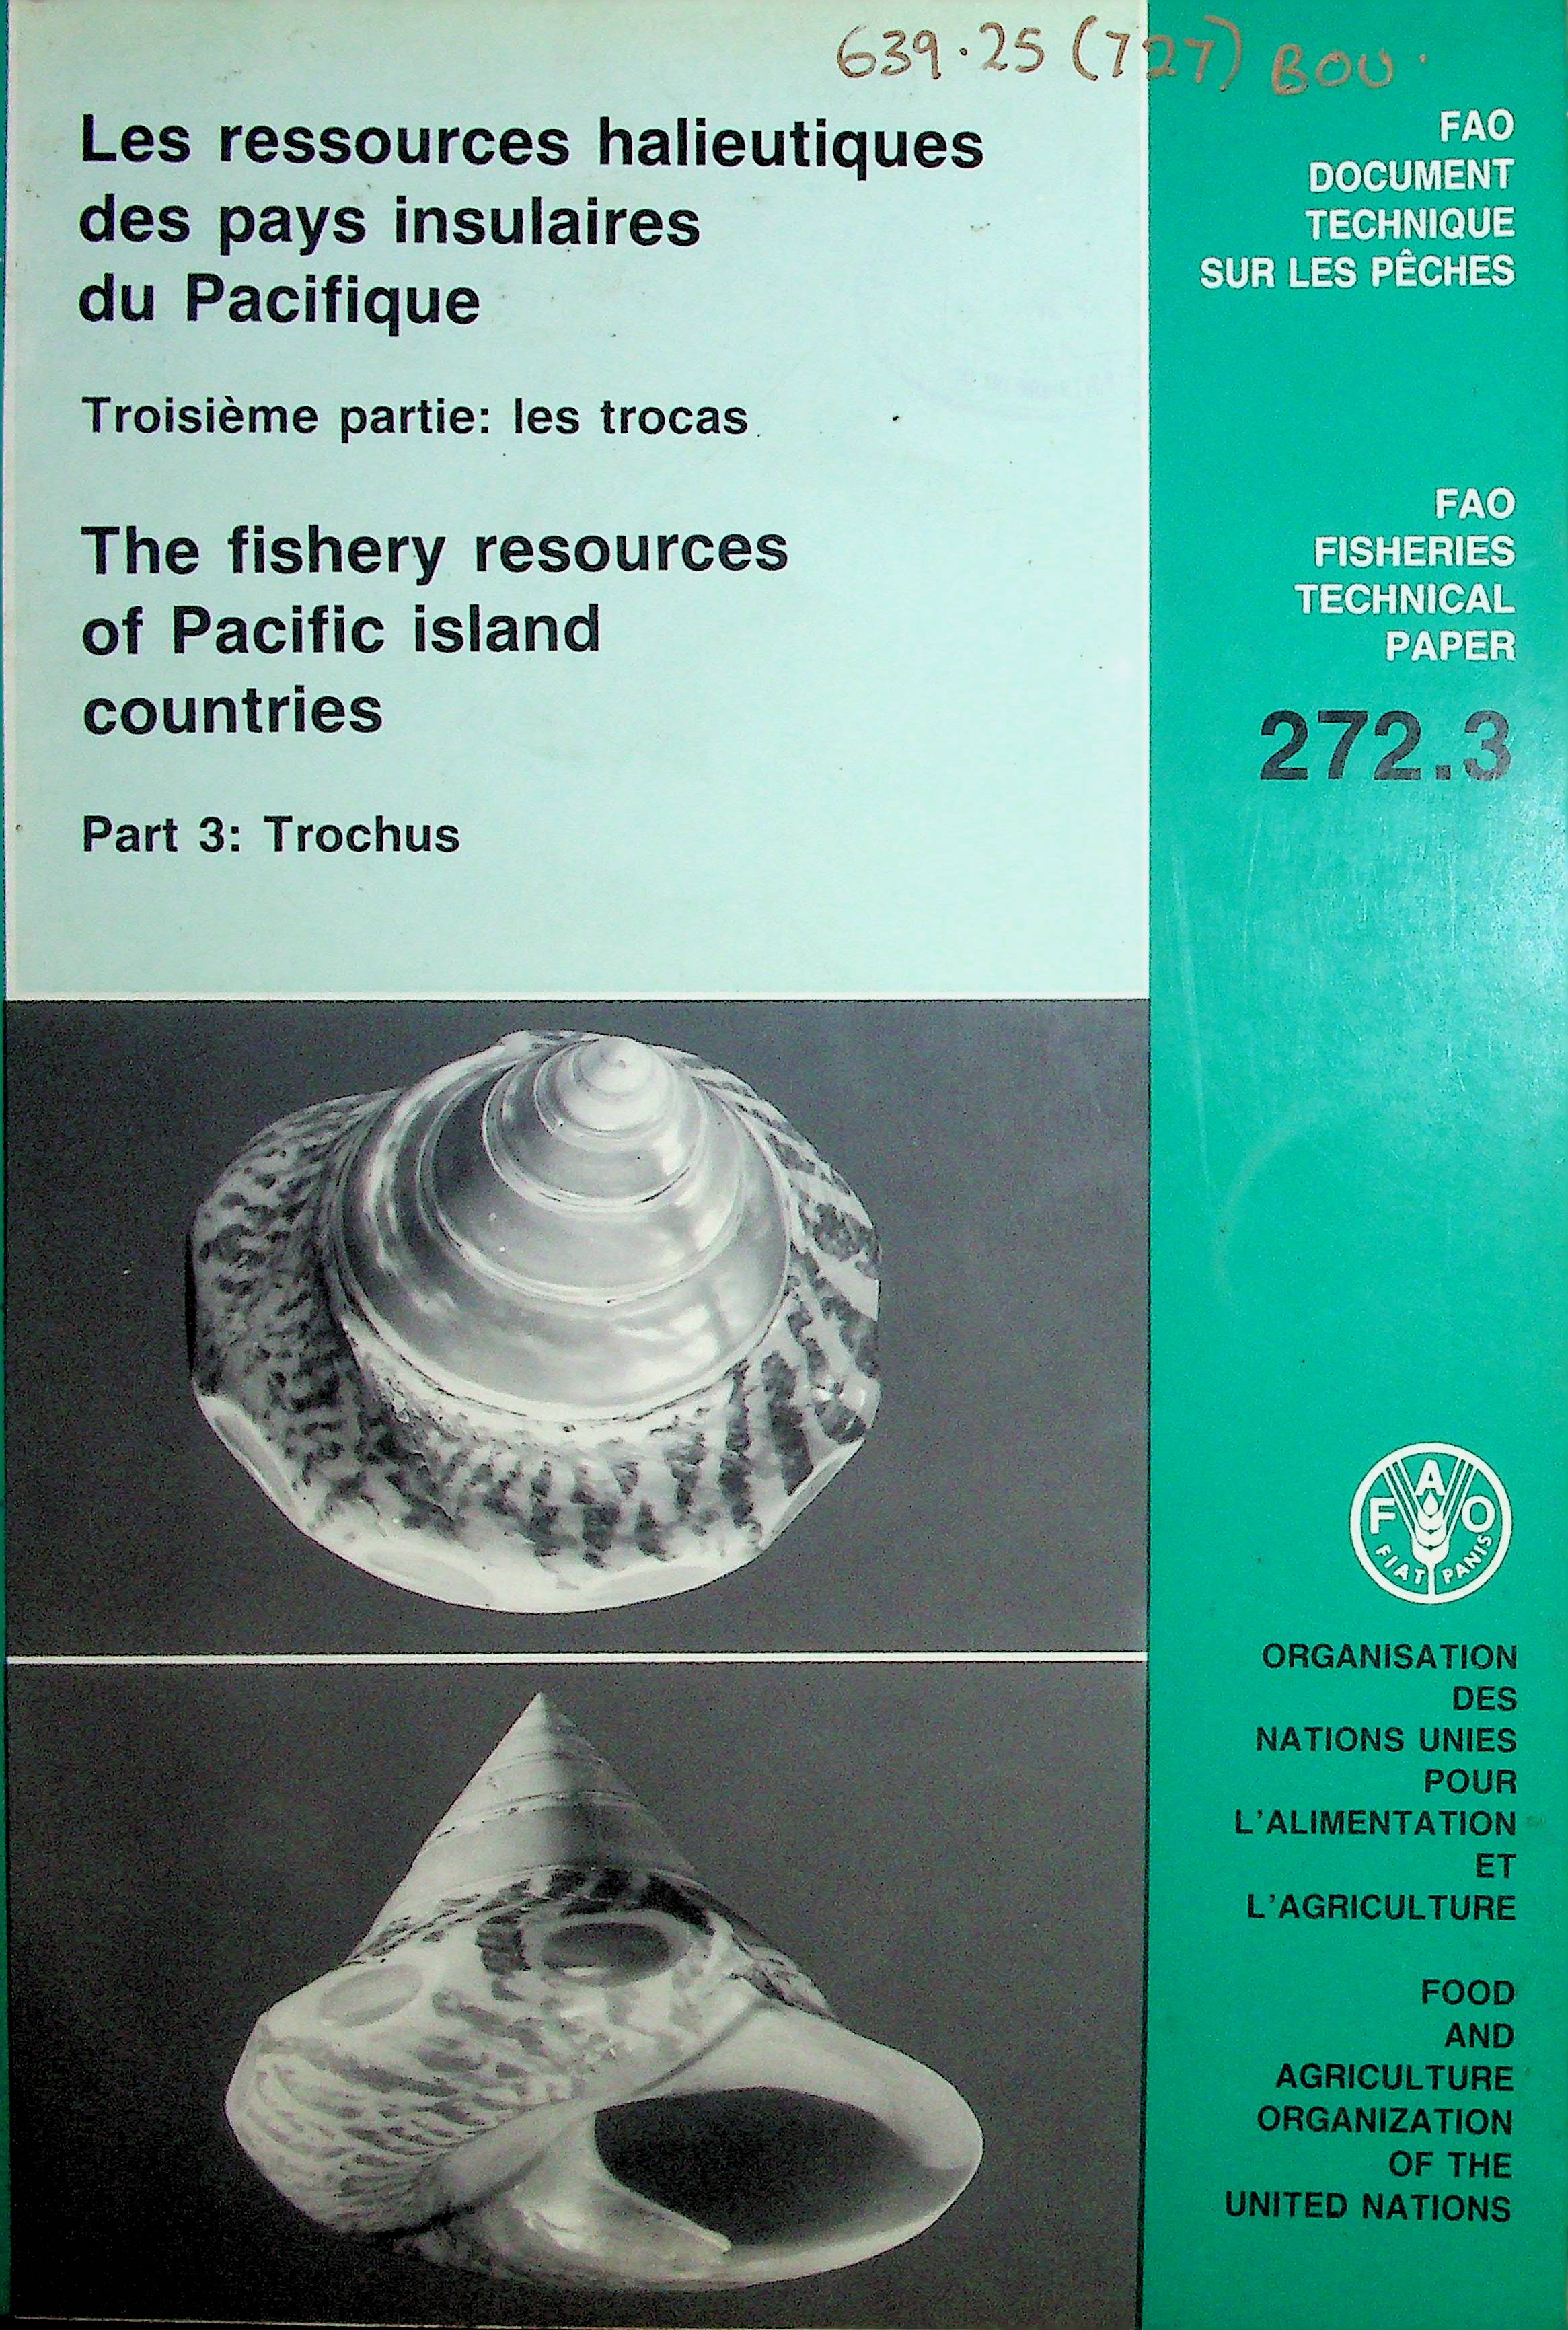 639.25 (727) BOU.
Les ressources halieutiques
des pays insulaires
du Pacifique
Troisième partie: les trocas
The fishery resources
of Pacific island
countries
Part 3: Trochus
FAO
DOCUMENT
TECHNIQUE
SUR LES PÊCHES
FAO
FISHERIES
TECHNICAL
PAPER
272.3
F A O
FIAT PANIS
ORGANISATION
DES
NATIONS UNIES
POUR
L'ALIMENTATION
ET
L'AGRICULTURE
FOOD
AND
AGRICULTURE
ORGANIZATION
OF THE
UNITED NATIONS